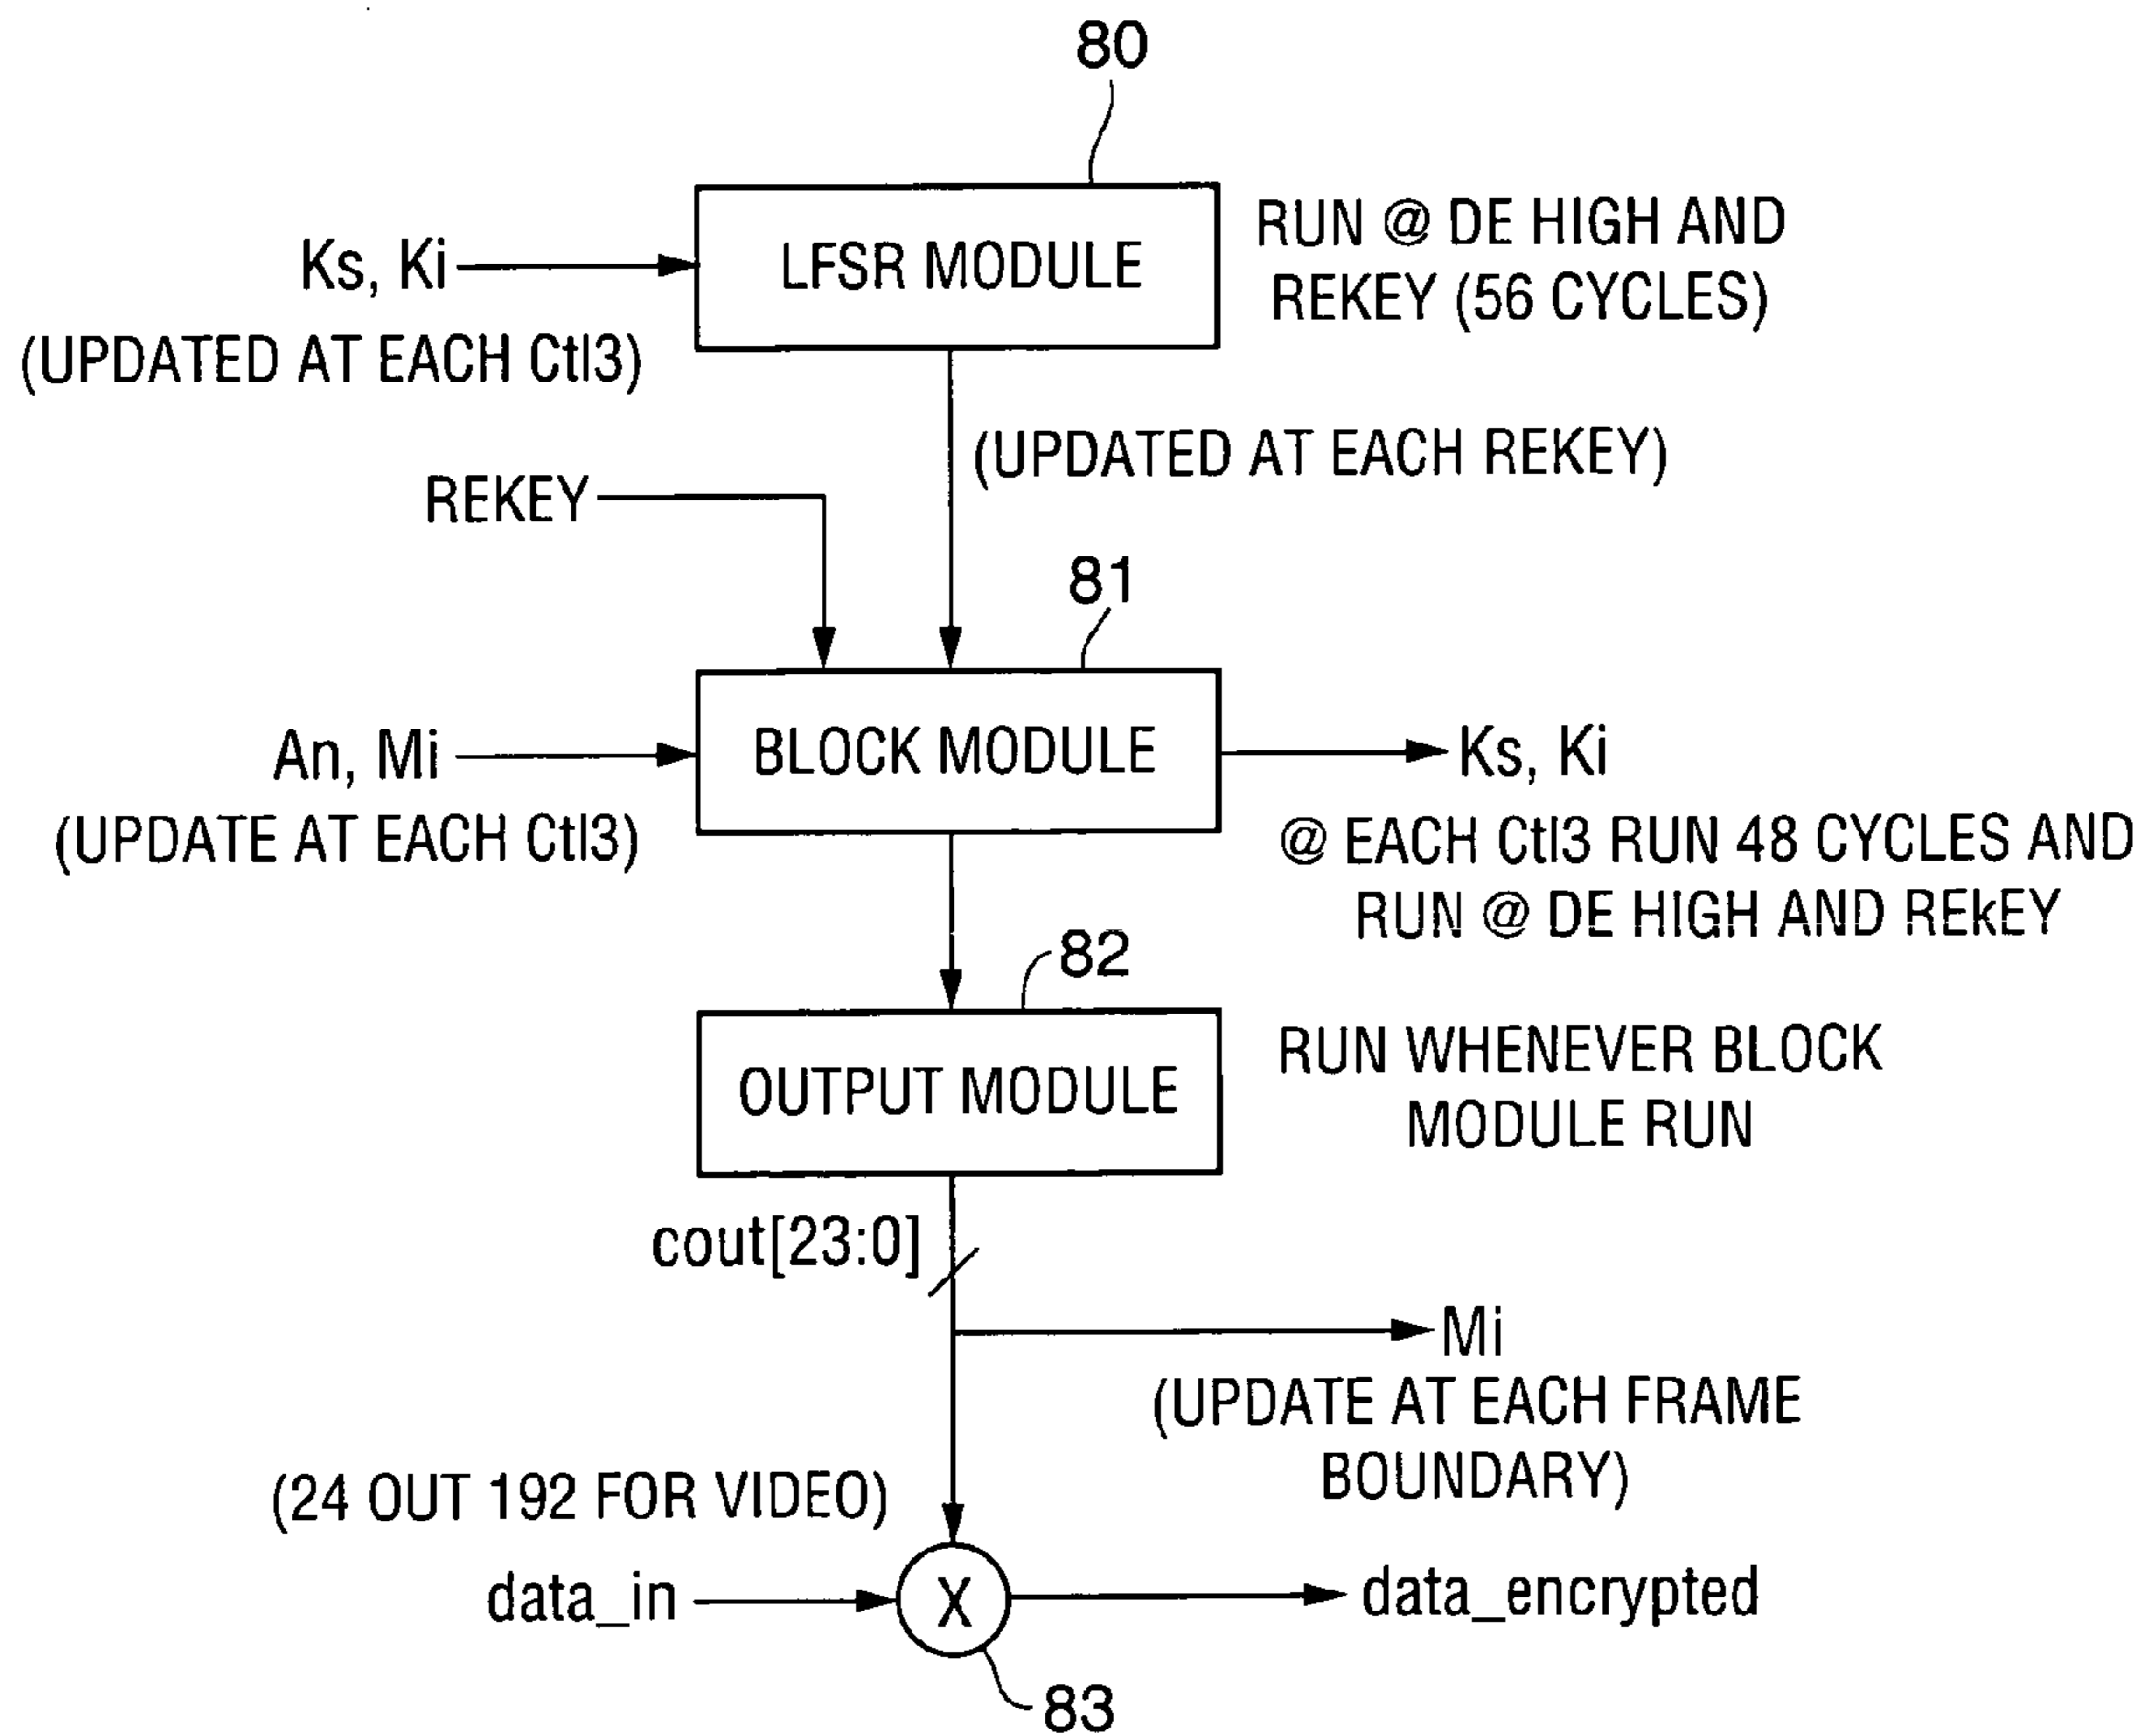 80
LFSR MODULE
RUN @ DE HIGH AND
REKEY (56 CYCLES)
Ks, Ki
(UPDATED AT EACH Ctl3)
(UPDATED AT EACH REKEY)
REKEY
81
BLOCK MODULE
An, Mi
(UPDATE AT EACH Ctl3)
Ks, Ki
@ EACH Ctl3 RUN 48 CYCLES AND
RUN @ DE HIGH AND REkEY
82
OUTPUT MODULE
RUN WHENEVER BLOCK
MODULE RUN
cout[23:0]
Mi
(UPDATE AT EACH FRAME
BOUNDARY)
(24 OUT 192 FOR VIDEO)
data_in
X
data_encrypted
83